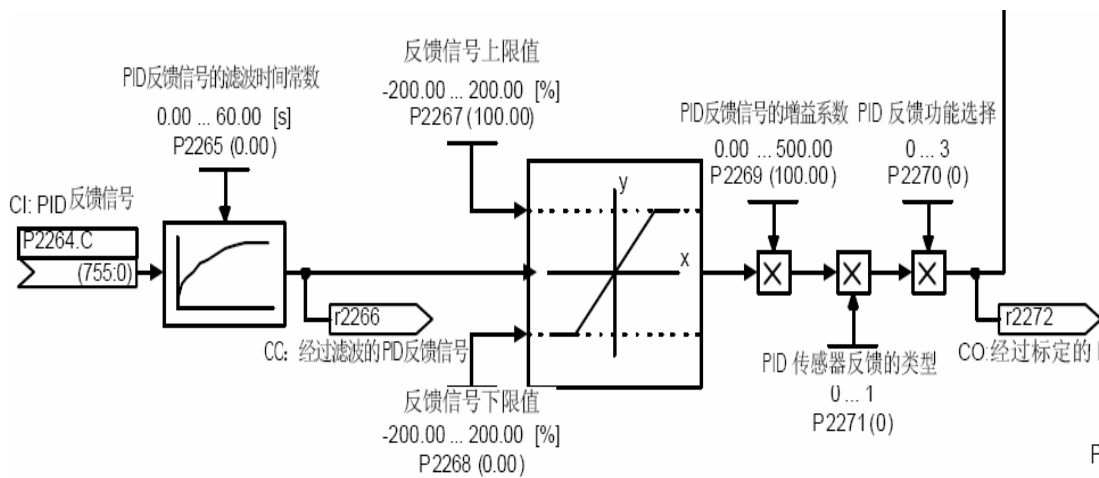 反馈信号上限值
-200.00 ... 200.00 [%]
P2267 (100.00)
PID反馈信号的滤波时间常数
0.00 ... 60.00 [s]
P2265 (0.00)
PID反馈信号的增益系数
0.00 ...500.00
P2269 (100.00)
PID 反馈功能选择
0 ... 3
P2270 (0)
CI: PID反馈信号
P2264.C
(755:0)
y
x
r2266
CC: 经过滤波的PID反馈信号
r2272
CO:经过标定的
PID 传感器反馈的类型
0 ... 1
P2271(0)
反馈信号下限值
-200.00 ... 200.00 [%]
P2268 (0.00)
P